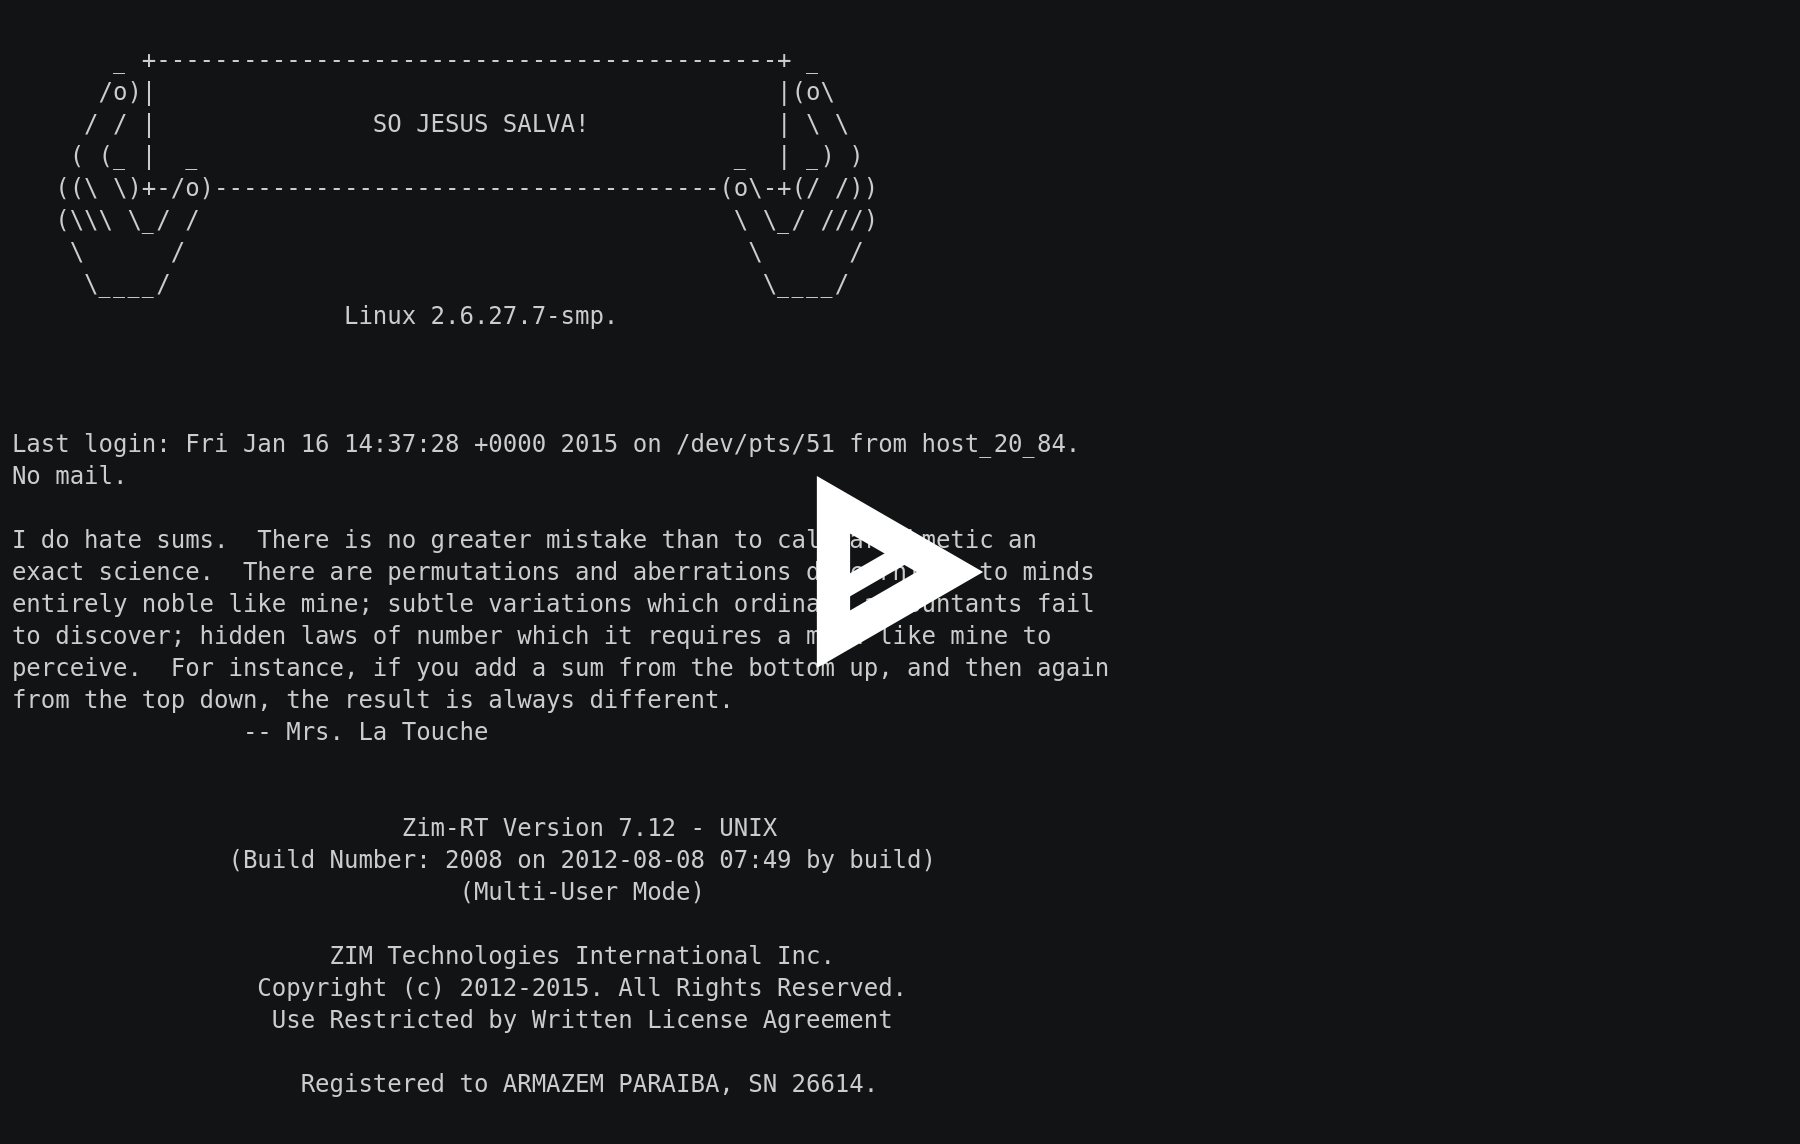 SO JESUS SALVA!
Linux 2.6.27.7-smp.
Last login: Fri Jan 16 14:37:28 +0000 2015 on /dev/pts/51 from host_20_84.
No mail.
I do hate sums.  There is no greater mistake than to call arithmetic an
exact science.  There are permutations and aberrations discernible to minds
entirely noble like mine; subtle variations which ordinary accountants fail
to discover; hidden laws of number which it requires a mind like mine to
perceive.  For instance, if you add a sum from the bottom up, and then again
from the top down, the result is always different.
-- Mrs. La Touche
Zim-RT Version 7.12 - UNIX
(Build Number: 2008 on 2012-08-08 07:49 by build)
(Multi-User Mode)
ZIM Technologies International Inc.
Copyright (c) 2012-2015. All Rights Reserved.
Use Restricted by Written License Agreement
Registered to ARMAZEM PARAIBA, SN 26614.